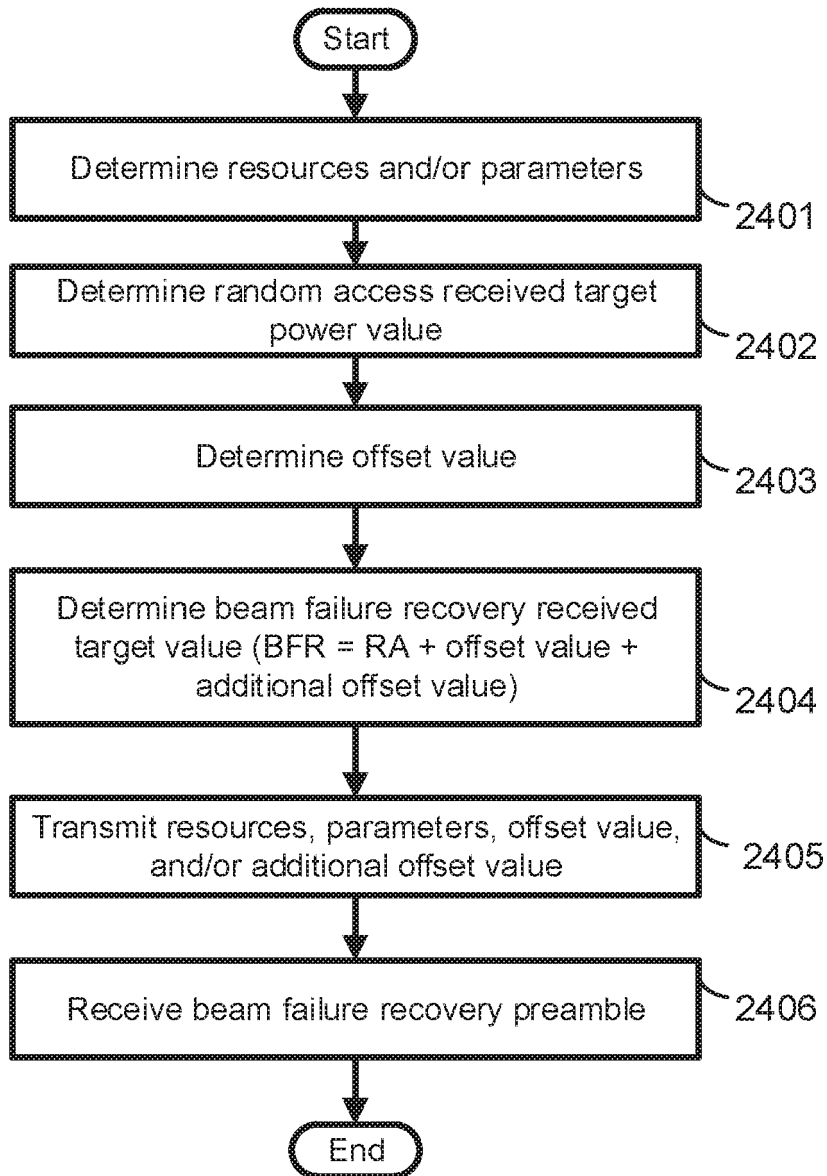 Start
Determine resources and/or parameters
2401
Determine random access received target
power value
2402
Determine offset value
2403
Determine beam failure recovery received
target value (BFR = RA + offset value +
additional offset value)
2404
Transmit resources, parameters, offset value,
and/or additional offset value
2405
Receive beam failure recovery preamble
2406
End